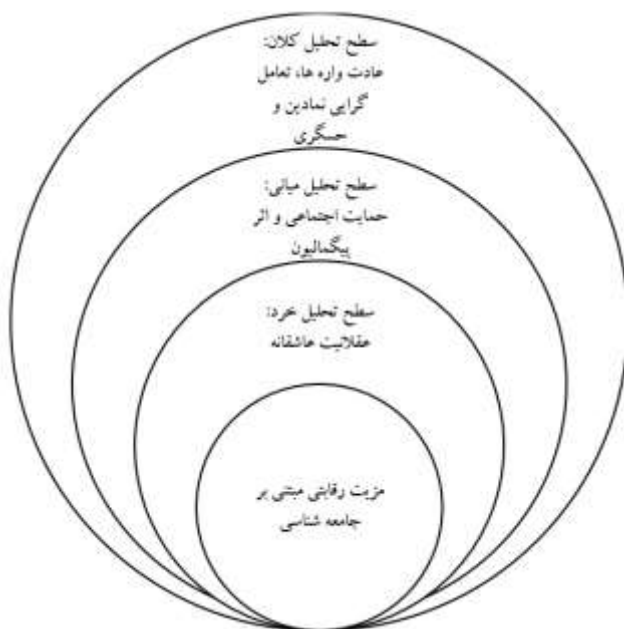 سطح تحلیل کلان:
عادت واره ها، تعامل
گرایی نمادین و
حسگری
سطح تحلیل میانی:
حمایت اجتماعی و اثر
پیگمالیون
سطح تحلیل خرد:
عقلانیت عاشقانه
مزیت رقابتی مبتنی بر
جامعه شناسی